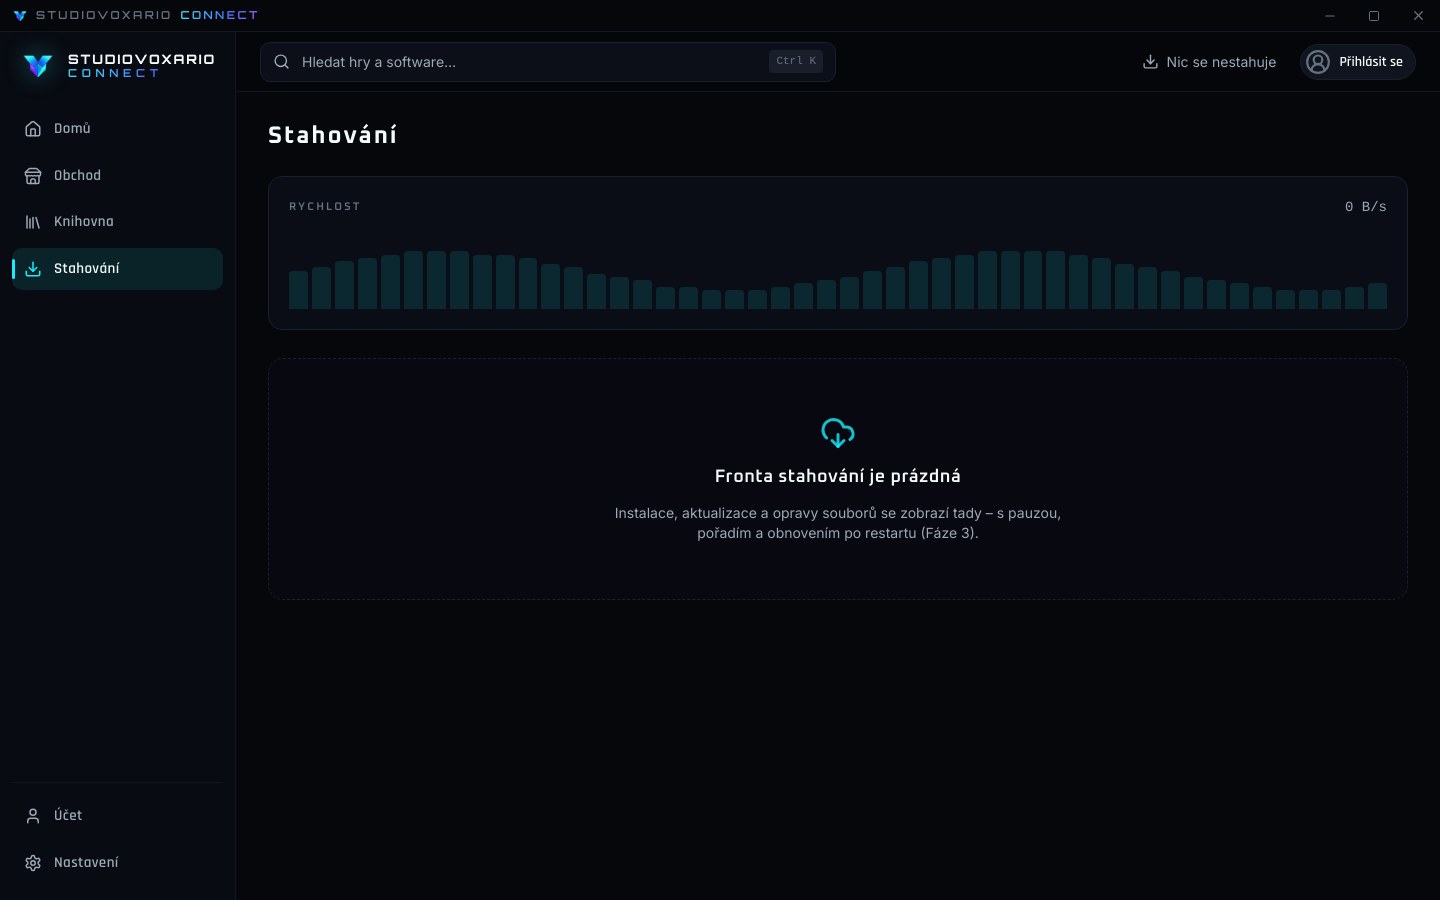 STUDIOVOXARIO CONNECT
STUDIOVOXARIO
CONNECT
Hledat hry a software...
Ctrl K
Nic se nestahuje
Přihlásit se
Domů
Obchod
Knihovna
Stahování
Stahování
RYCHLOST
0 B/s
Fronta stahování je prázdná
Instalace, aktualizace a opravy souborů se zobrazí tady – s pauzou,
pořadím a obnovením po restartu (Fáze 3).
Účet
Nastavení